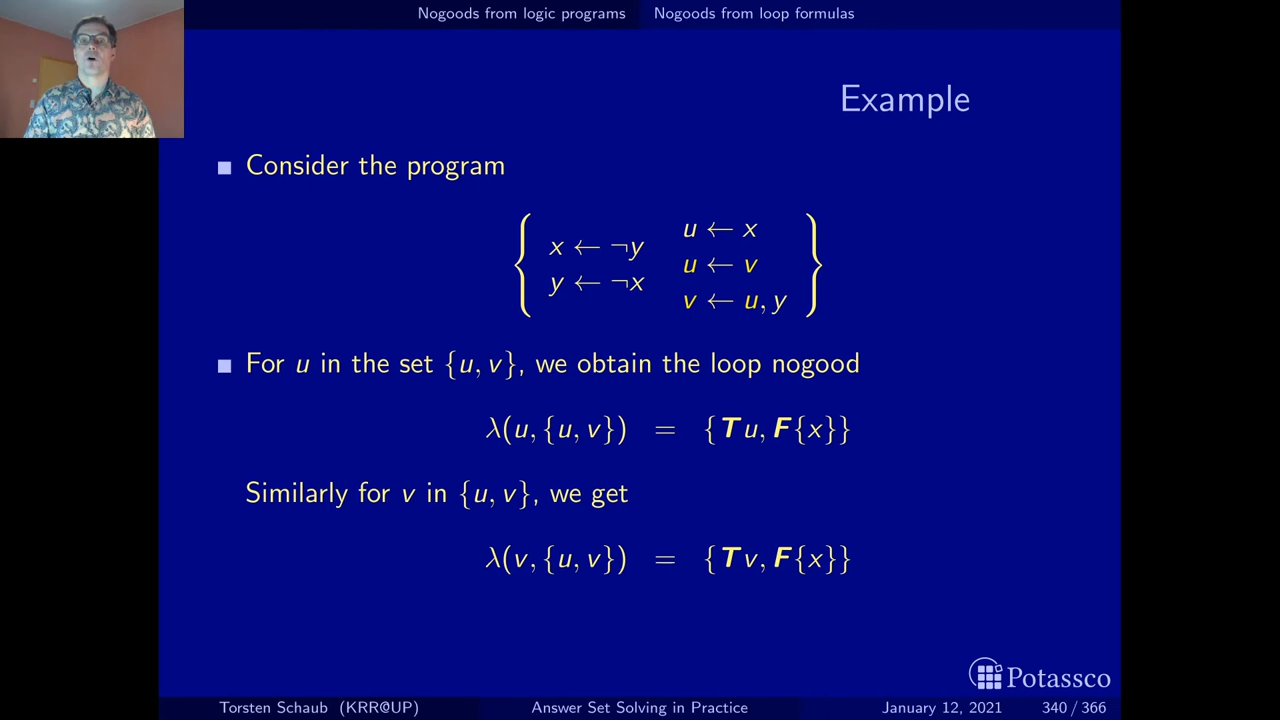 Nogoods from logic programs Nogoods from loop formulas
Example
Consider the program
x ← ¬y
y ← ¬x
u ← x
u ← v
v ← u, y
For u in the set {u, v}, we obtain the loop nogood
λ(u, {u, v}) = {Tu, F{x}}
Similarly for v in {u, v}, we get
λ(v, {u, v}) = {Tv, F{x}}
Potassco
Torsten Schaub (KRR@UP) Answer Set Solving in Practice January 12, 2021 340 / 366